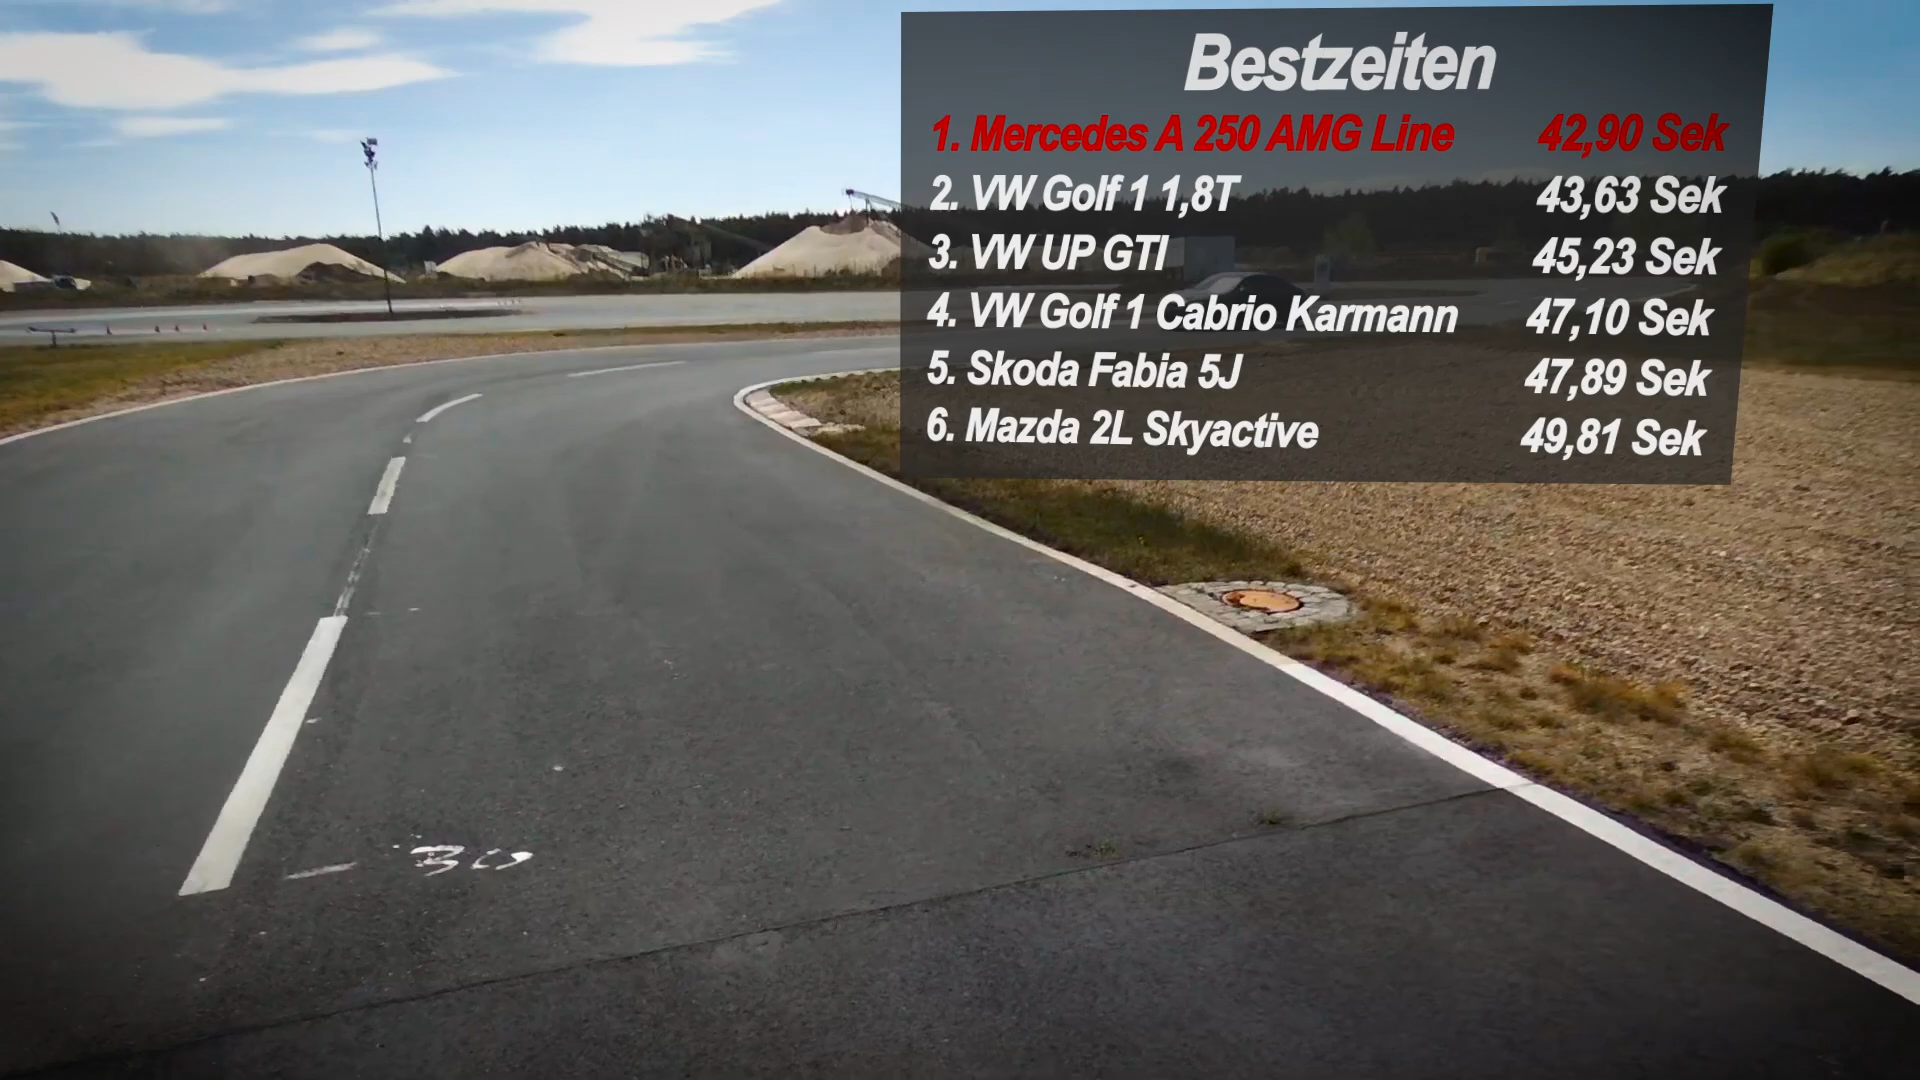 Bestzeiten
1. Mercedes A 250 AMG Line 42,90 Sek
2. VW Golf 1 1,8T 43,63 Sek
3. VW UP GTI 45,23 Sek
4. VW Golf 1 Cabrio Karmann 47,10 Sek
5. Skoda Fabia 5J 47,89 Sek
6. Mazda 2L Skyactive 49,81 Sek
30